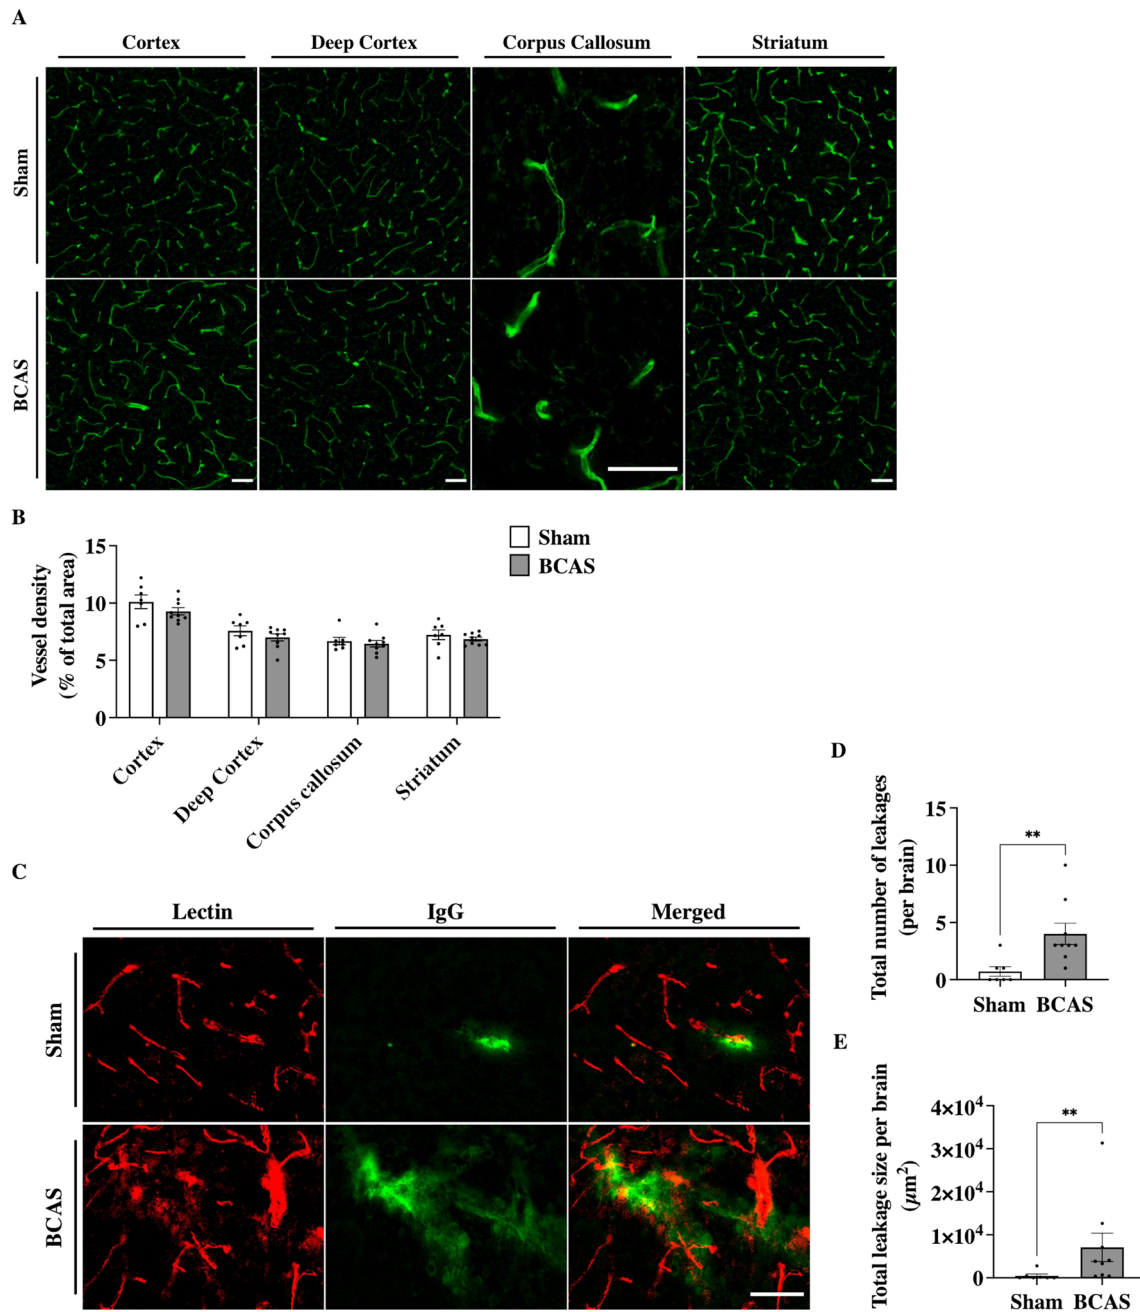 A
Cortex Deep Cortex Corpus Callosum Striatum
Sham
BCAS
B
Vessel density
(% of total area)
15
10
5
0
Sham
BCAS
Cortex
Deep Cortex
Corpus callosum
Striatum
C
Lectin IgG Merged
Sham
BCAS
D
Total number of leakages
(per brain)
15
10
5
0
**
Sham BCAS
E
Total leakage size per brain
(μm²)
4×10⁴
3×10⁴
2×10⁴
1×10⁴
0
**
Sham BCAS